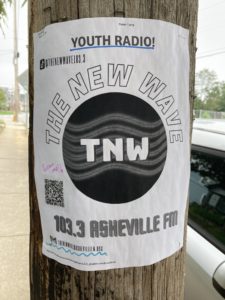 YOUTH RADIO!
@THENEWWAVE103.3
THE NEW WAVE
TNW
103.3 ASHEVILLE FM